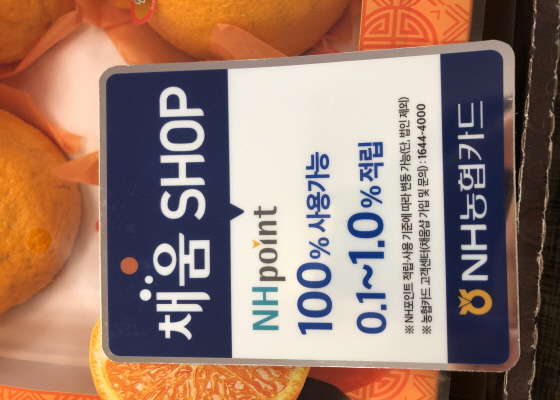 채움 SHOP
NHpoint
100% 사용가능
0.1~1.0% 적립
※ NH포인트 적립·사용 기준에 따라 변동 가능(단, 법인 제외)
※ 농협카드 고객센터(채움샵 가입 및 문의) : 1644-4000
NH농협카드